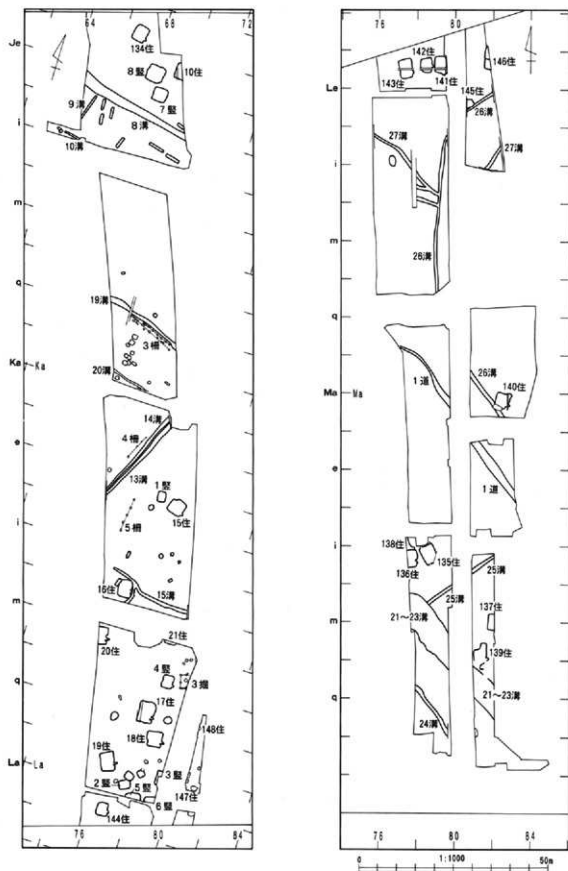 64 68 72
Je
134住
8竪
10住
7竪
9溝
8溝
i
10溝
m
q
19溝
3柵
Ka Ka
20溝
14溝
4柵
e
13溝
1竪
15住
i
5柵
16住
15溝
m
20住
21住
4竪
3掘
17住
q
18住
148住
19住
La La
2竪
3竪
5竪
147住
6竪
144住
76 80 84
76 80 84
142住
146住
143住
141住
Le
145住
26溝
27溝
27溝
i
m
26溝
q
1道
26溝
140住
Ma Ma
e
1道
i
138住
135住
136住
25溝
25溝
137住
m
21〜23溝
139住
q
21〜23溝
24溝
76 80 84
0 1:1000 50m